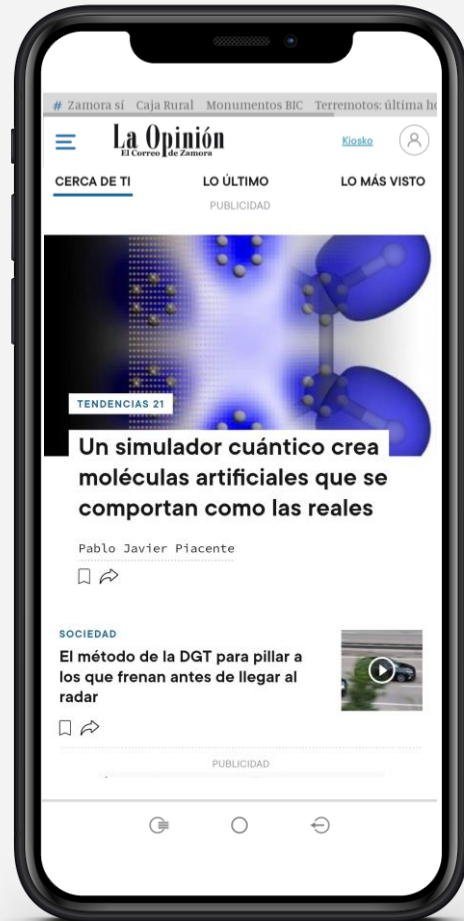 # Zamora sí Caja Rural Monumentos BIC Terremotos: última
La Opinión
El Correo de Zamora
Kiosko
CERCA DE TI LO ÚLTIMO LO MÁS VISTO
PUBLICIDAD
TENDENCIAS 21
Un simulador cuántico crea
moléculas artificiales que se
comportan como las reales
Pablo Javier Piacente
SOCIEDAD
El método de la DGT para pillar a
los que frenan antes de llegar al
radar
PUBLICIDAD